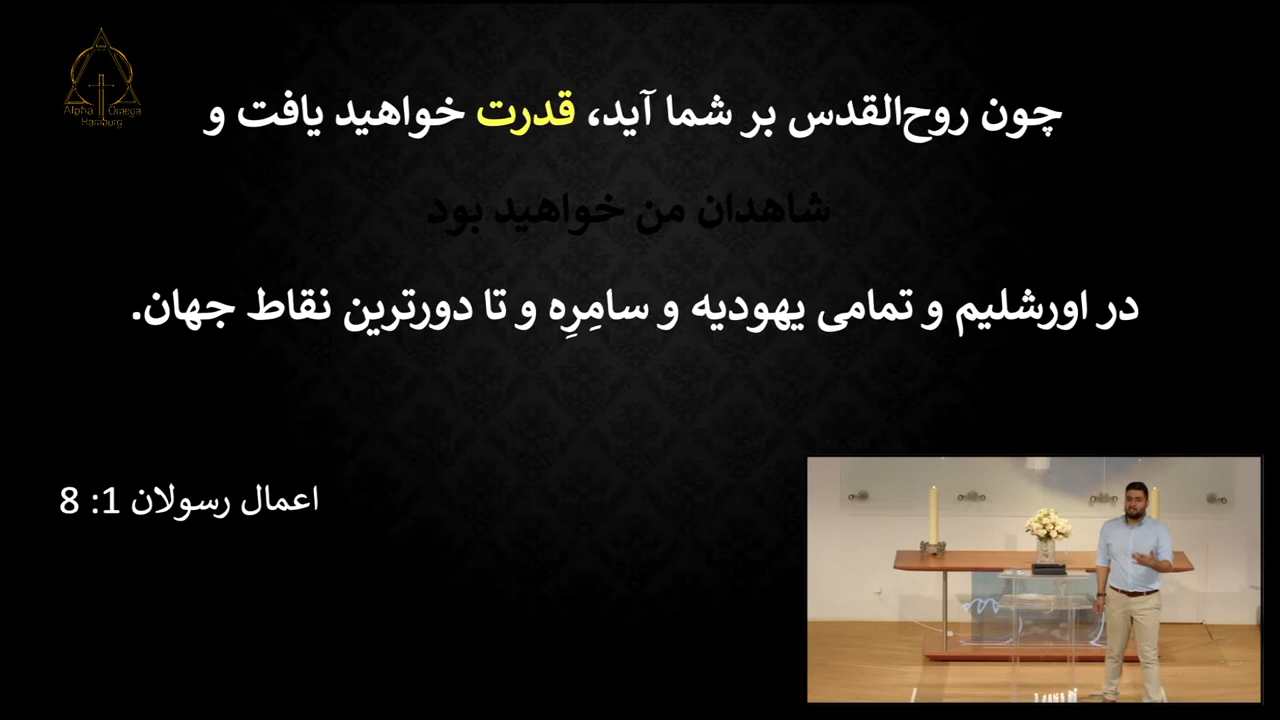 Alpha Omega
Hamburg
چون روح‌القدس بر شما آید، قدرت خواهید یافت و
شاهدان من خواهید بود
در اورشلیم و تمامی یهودیه و سامِرِه و تا دورترین نقاط جهان.
اعمال رسولان 1: 8